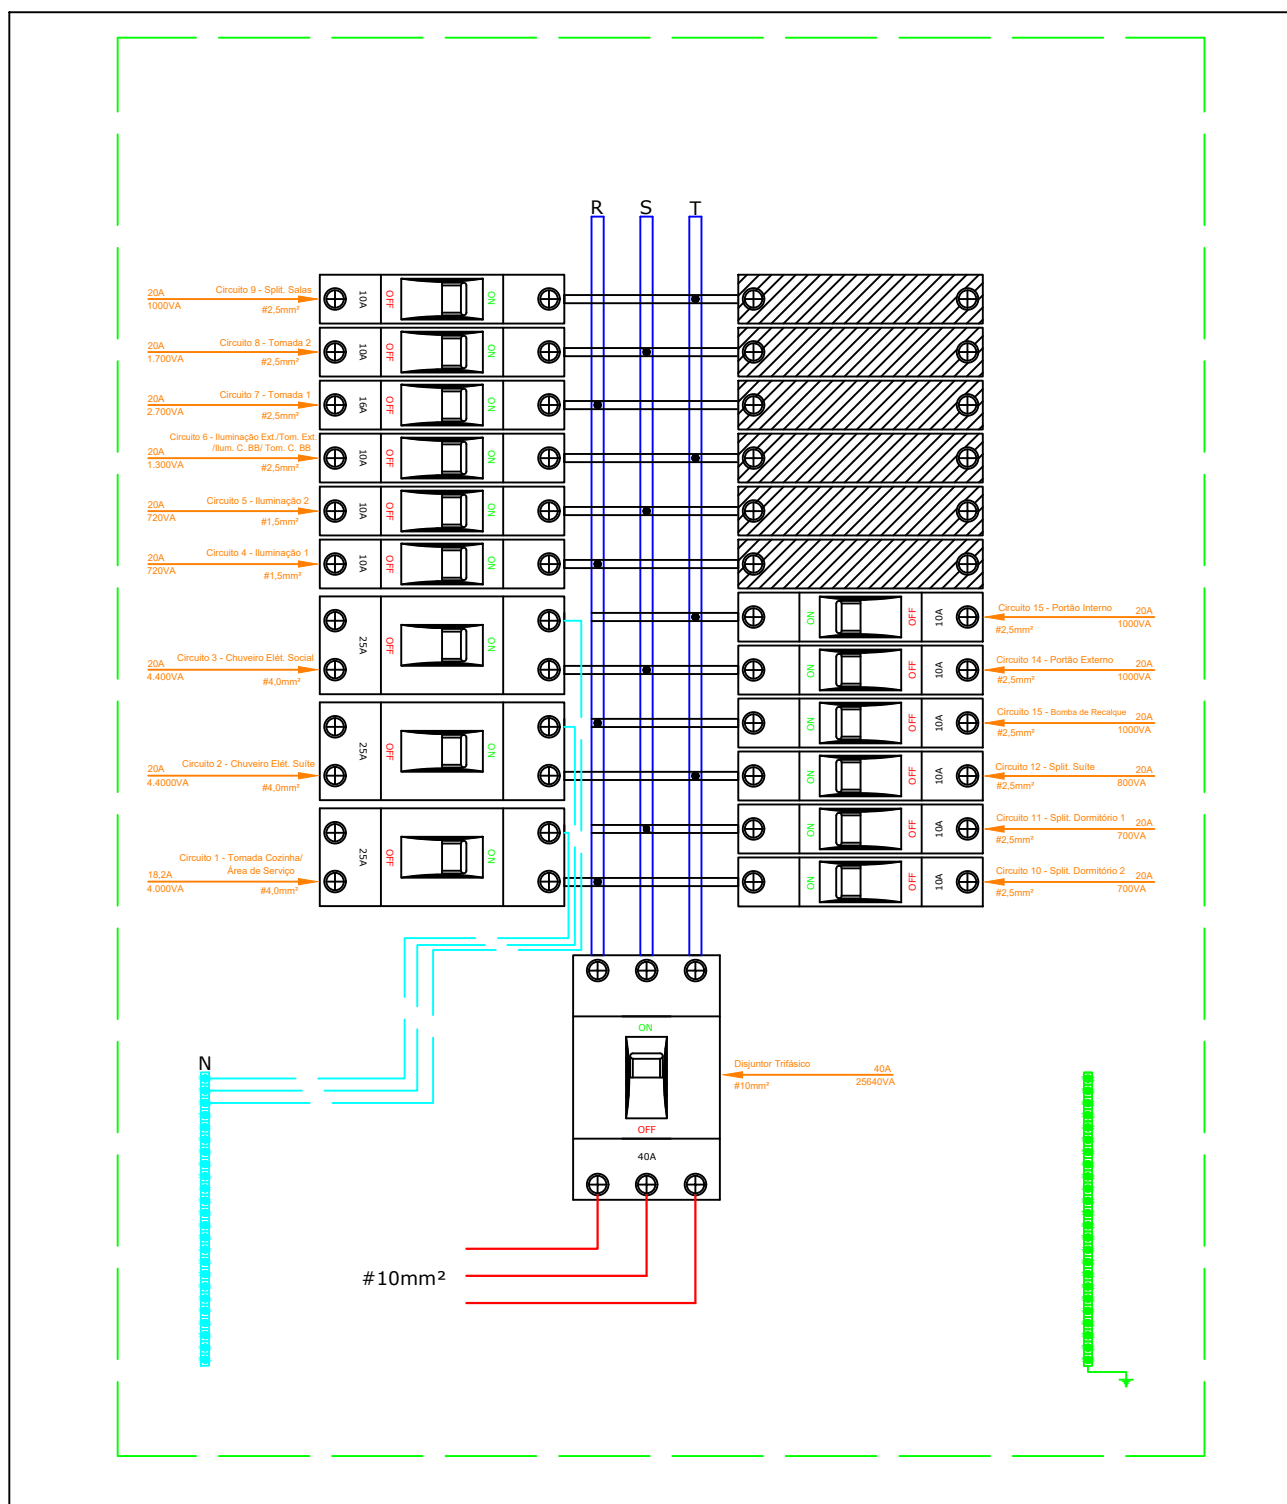 R S T
20A Circuito 9 - Split. Salas
1000VA #2,5mm²
10A OFF ON
20A Circuito 8 - Tomada 2
1.700VA #2,5mm²
10A OFF ON
20A Circuito 7 - Tomada 1
2.700VA #2,5mm²
16A OFF ON
Circuito 6 - Iluminação Ext./Tom. Ext.
20A /Ilum. C. BB/ Tom. C. BB
1.300VA #2,5mm²
10A OFF ON
20A Circuito 5 - Iluminação 2
720VA #1,5mm²
10A OFF ON
20A Circuito 4 - Iluminação 1
720VA #1,5mm²
10A OFF ON
20A Circuito 3 - Chuveiro Elét. Social
4.400VA #4,0mm²
25A OFF ON
20A Circuito 2 - Chuveiro Elét. Suíte
4.4000VA #4,0mm²
25A OFF ON
Circuito 1 - Tomada Cozinha/
18,2A Área de Serviço
4.000VA #4,0mm²
25A OFF ON
ON OFF 10A
Circuito 15 - Portão Interno 20A
#2,5mm² 1000VA
ON OFF 10A
Circuito 14 - Portão Externo 20A
#2,5mm² 1000VA
ON OFF 10A
Circuito 15 - Bomba de Recalque 20A
#2,5mm² 1000VA
ON OFF 10A
Circuito 12 - Split. Suíte 20A
#2,5mm² 800VA
ON OFF 10A
Circuito 11 - Split. Dormitório 1 20A
#2,5mm² 700VA
ON OFF 10A
Circuito 10 - Split. Dormitório 2 20A
#2,5mm² 700VA
N
ON
OFF
40A
Disjuntor Trifásico 40A
#10mm² 25640VA
#10mm²